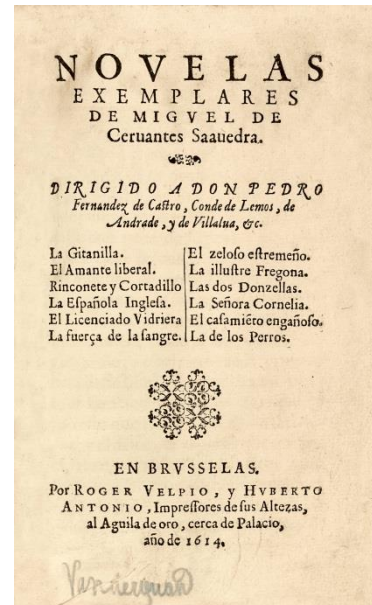 NOVELAS
EXEMPLARES
DE MIGVEL DE
Ceruantes Saauedra.
DIRIGIDO A DON PEDRO
Fernandez de Caſtro, Conde de Lemos, de
Andrade, y de Villalua, &c.
La Gitanilla.
El Amante liberal.
Rinconete y Cortadillo
La Eſpañola Ingleſa.
El Licenciado Vidriera
La fuerça de la ſangre.
El zeloſo eſtremeño.
La illuſtre Fregona.
Las dos Donzellas.
La Señora Cornelia.
El caſamiẽto engañoſo.
La de los Perros.
EN BRVSSELAS.
Por ROGER VELPIO, y HVBERTO
ANTONIO, Impreſſores de ſus Altezas,
al Aguila de oro, cerca de Palacio,
año de 1614.